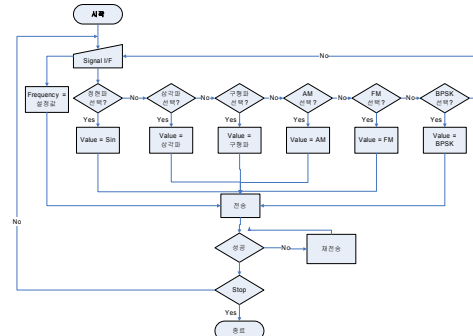 시작
Signal I/F
No
Frequency =
설정값
정현파
선택?
No
삼각파
선택?
No
구형파
선택?
No
AM
선택?
No
FM
선택?
No
BPSK
선택?
Yes
Yes
Yes
Yes
Yes
Yes
Value = Sin
Value =
삼각파
Value =
구형파
Value = AM
Value = FM
Value =
BPSK
전송
No
성공
No
재전송
Stop
Yes
종료